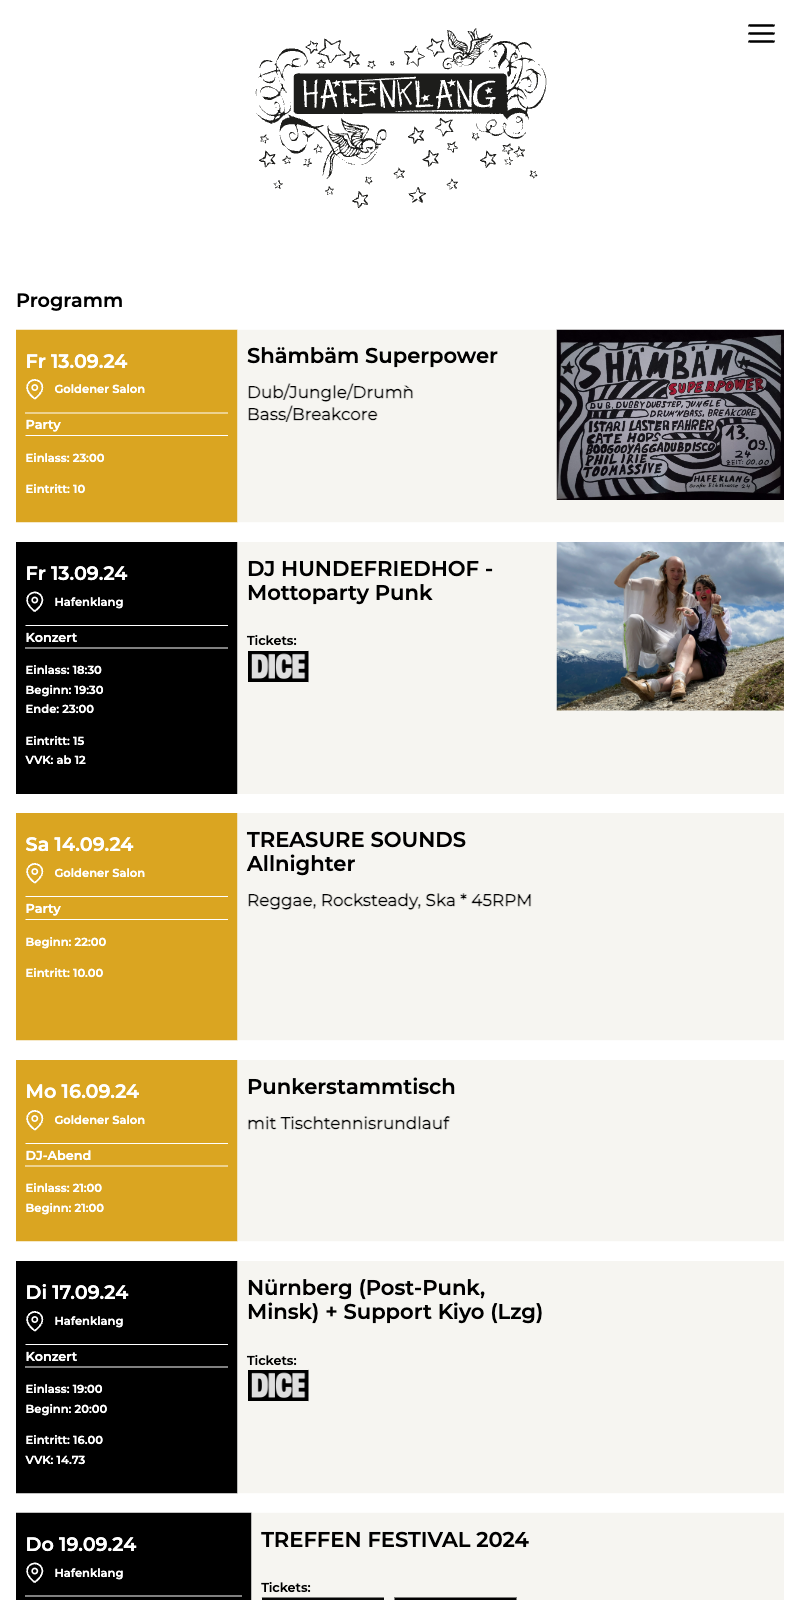 HAFENKLANG
Programm
Fr 13.09.24
Goldener Salon
Party
Einlass: 23:00
Eintritt: 10
Shämbäm Superpower
Dub/Jungle/Drumǹ
Bass/Breakcore
SHÄMBÄM
SUPERPOWER
DUB, DUBBY DUBSTEP, JUNGLE
DRUM'N BASS, BREAKCORE
ISTARI LASTERFAHRER
CATE HOPS
BOOGOOYAGGADUBDISCO
PHIL IRIE
TOOMASSIVE
13.
09.
24
ZEIT: 00.00
HAFEKLANG
Große Elbstrasse 84
Fr 13.09.24
Hafenklang
Konzert
Einlass: 18:30
Beginn: 19:30
Ende: 23:00
Eintritt: 15
VVK: ab 12
DJ HUNDEFRIEDHOF -
Mottoparty Punk
Tickets:
DICE
Sa 14.09.24
Goldener Salon
Party
Beginn: 22:00
Eintritt: 10.00
TREASURE SOUNDS
Allnighter
Reggae, Rocksteady, Ska * 45RPM
Mo 16.09.24
Goldener Salon
DJ-Abend
Einlass: 21:00
Beginn: 21:00
Punkerstammtisch
mit Tischtennisrundlauf
Di 17.09.24
Hafenklang
Konzert
Einlass: 19:00
Beginn: 20:00
Eintritt: 16.00
VVK: 14.73
Nürnberg (Post-Punk,
Minsk) + Support Kiyo (Lzg)
Tickets:
DICE
Do 19.09.24
Hafenklang
TREFFEN FESTIVAL 2024
Tickets: